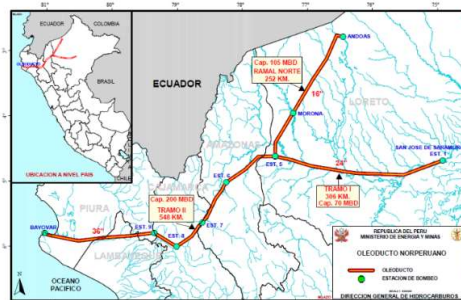 ECUADOR
COLOMBIA
BRASIL
UBICACION A NIVEL PAIS
ECUADOR
ANDOAS
Cap. 105 MBD
RAMAL NORTE
252 KM.
16"
LORETO
MORONA
AMAZONAS
SAN JOSE DE SARAMURO
EST. 1
EST. 5
24"
EST. 6
CAJAMARCA
TRAMO I
306 KM.
Cap. 70 MBD
Cap. 200 MBD
TRAMO II
548 KM.
PIURA
BAYOVAR
36"
EST. 9
EST. 7
EST. 8
LAMBAYEQUE
OCEANO
PACIFICO
REPUBLICA DEL PERU
MINISTERIO DE ENERGIA Y MINAS
OLEODUCTO NORPERUANO
OLEODUCTO
ESTACION DE BOMBEO
DIRECCION GENERAL DE HIDROCARBUROS